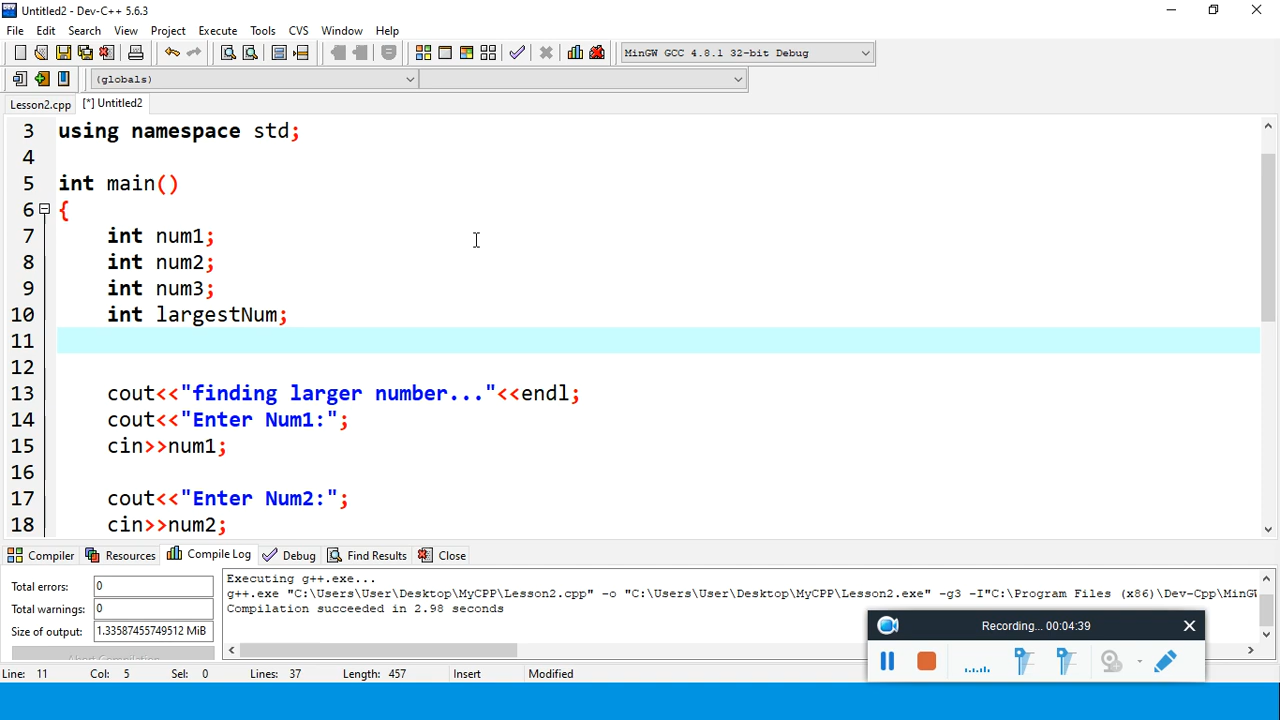 Untitled2 - Dev-C++ 5.6.3
File Edit Search View Project Execute Tools CVS Window Help
MinGW GCC 4.8.1 32-bit Debug
(globals)
Lesson2.cpp [*] Untitled2
3 using namespace std;
4
5 int main()
6 {
7 int num1;
8 int num2;
9 int num3;
10 int largestNum;
11
12
13 cout<<"finding larger number..."<<endl;
14 cout<<"Enter Num1:";
15 cin>>num1;
16
17 cout<<"Enter Num2:";
18 cin>>num2;
Compiler Resources Compile Log Debug Find Results Close
Total errors: 0
Total warnings: 0
Size of output: 1.33587455749512 MiB
Abort Compilation
Executing g++.exe...
g++.exe "C:\Users\User\Desktop\MyCPP\Lesson2.cpp" -o "C:\Users\User\Desktop\MyCPP\Lesson2.exe" -g3 -I"C:\Program Files (x86)\Dev-Cpp\MinGW
Compilation succeeded in 2.98 seconds
Recording... 00:04:39
Line: 11 Col: 5 Sel: 0 Lines: 37 Length: 457 Insert Modified